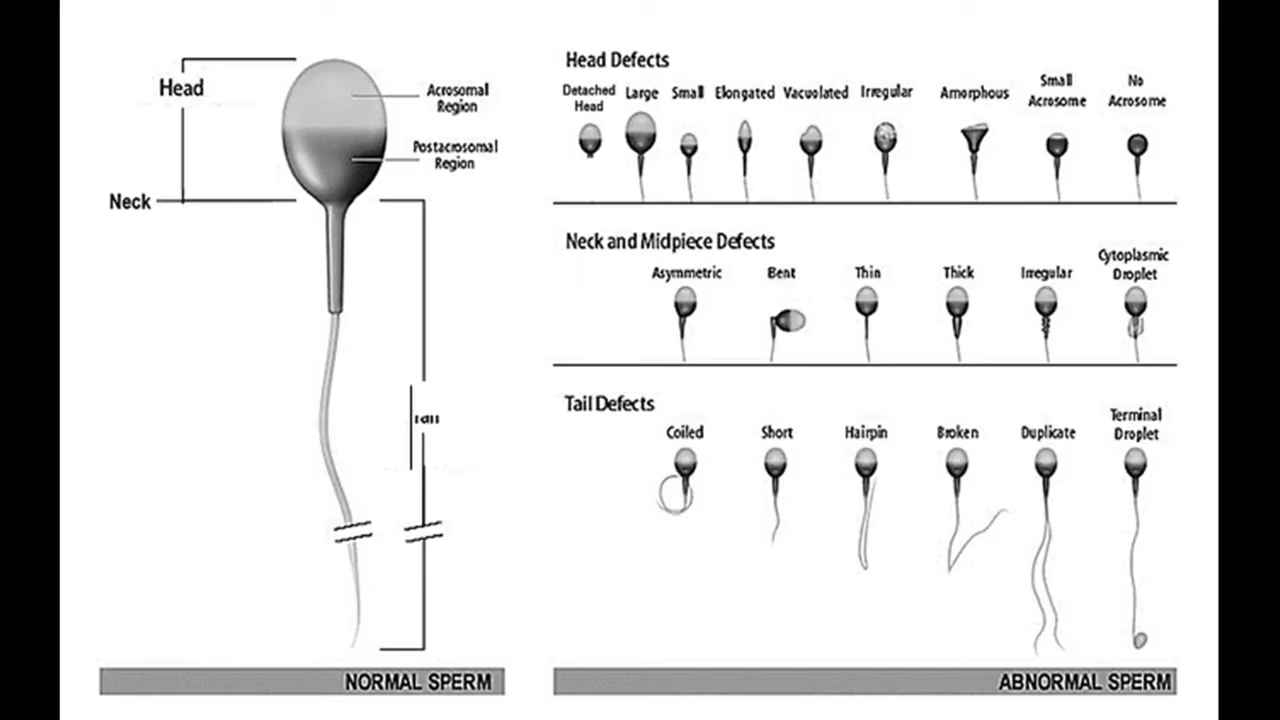 Head
Acrosomal
Region
Postacrosomal
Region
Neck
NORMAL SPERM
Head Defects
Detached
Head
Large
Small
Elongated
Vacuolated
Irregular
Amorphous
Small
Acrosome
No
Acrosome
Neck and Midpiece Defects
Asymmetric
Bent
Thin
Thick
Irregular
Cytoplasmic
Droplet
Tail Defects
Coiled
Short
Hairpin
Broken
Duplicate
Terminal
Droplet
ABNORMAL SPERM